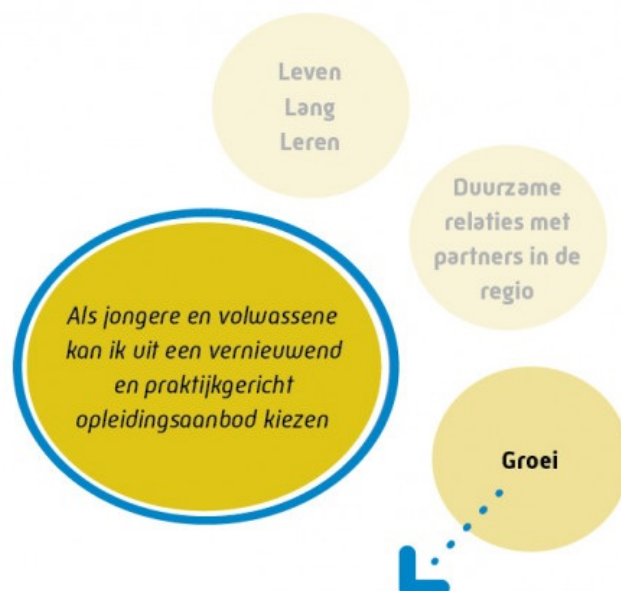 Leven
Lang
Leren
Duurzame
relaties met
partners in de
regio
Als jongere en volwassene
kan ik uit een vernieuwend
en praktijkgericht
opleidingsaanbod kiezen
Groei